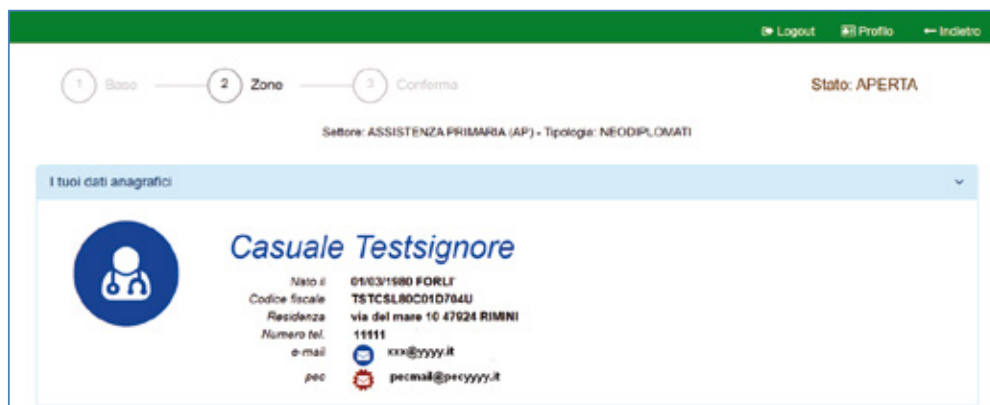 Logout Profilo Indietro
1 Base 2 Zone 3 Conferma Stato: APERTA
Settore: ASSISTENZA PRIMARIA (AP) - Tipologia: NEODIPLOMATI
I tuoi dati anagrafici
Casuale Testsignore
Nato il 01/03/1980 FORLI'
Codice fiscale TSTCSL80C01D704U
Residenza via del mare 10 47924 RIMINI
Numero tel. 11111
e-mail xxx@yyyy.it
pec pecmail@pecyyyy.it